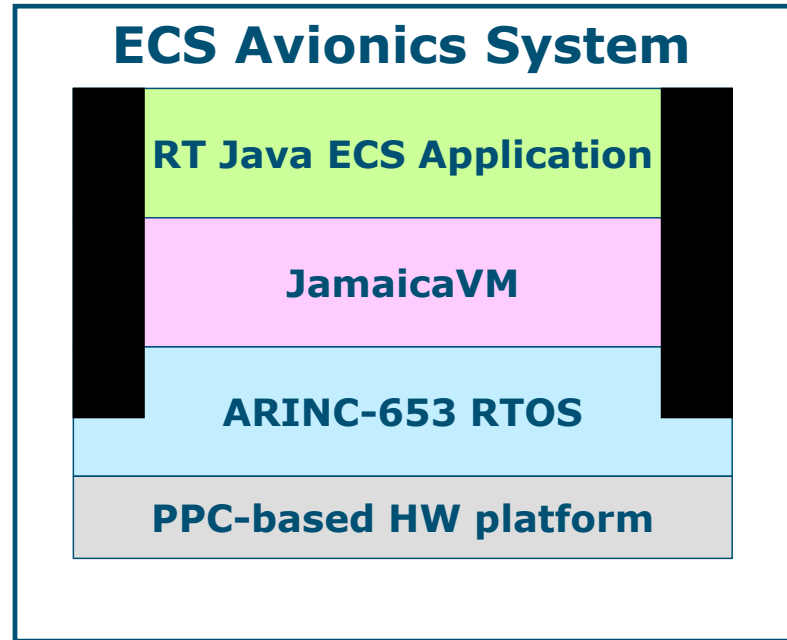 ECS Avionics System
RT Java ECS Application
JamaicaVM
ARINC-653 RTOS
PPC-based HW platform